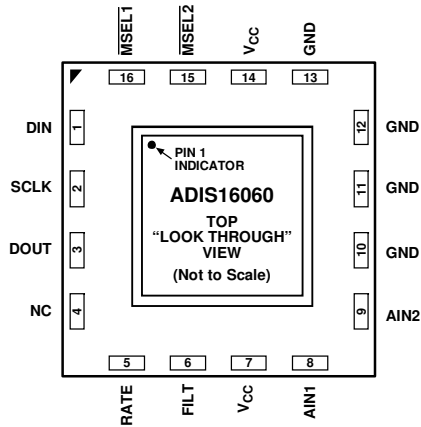 MSEL1
MSEL2
VCC
GND
16
15
14
13
DIN
1
SCLK
2
DOUT
3
NC
4
PIN 1
INDICATOR
ADIS16060
TOP
“LOOK THROUGH”
VIEW
(Not to Scale)
12
GND
11
GND
10
GND
9
AIN2
5
6
7
8
RATE
FILT
VCC
AIN1